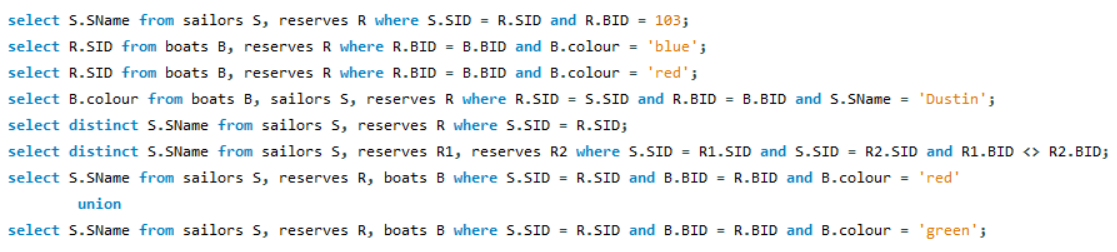 select S.SName from sailors S, reserves R where S.SID = R.SID and R.BID = 103;
select R.SID from boats B, reserves R where R.BID = B.BID and B.colour = 'blue';
select R.SID from boats B, reserves R where R.BID = B.BID and B.colour = 'red';
select B.colour from boats B, sailors S, reserves R where R.SID = S.SID and R.BID = B.BID and S.SName = 'Dustin';
select distinct S.SName from sailors S, reserves R where S.SID = R.SID;
select distinct S.SName from sailors S, reserves R1, reserves R2 where S.SID = R1.SID and S.SID = R2.SID and R1.BID <> R2.BID;
select S.SName from sailors S, reserves R, boats B where S.SID = R.SID and B.BID = R.BID and B.colour = 'red'
union
select S.SName from sailors S, reserves R, boats B where S.SID = R.SID and B.BID = R.BID and B.colour = 'green';